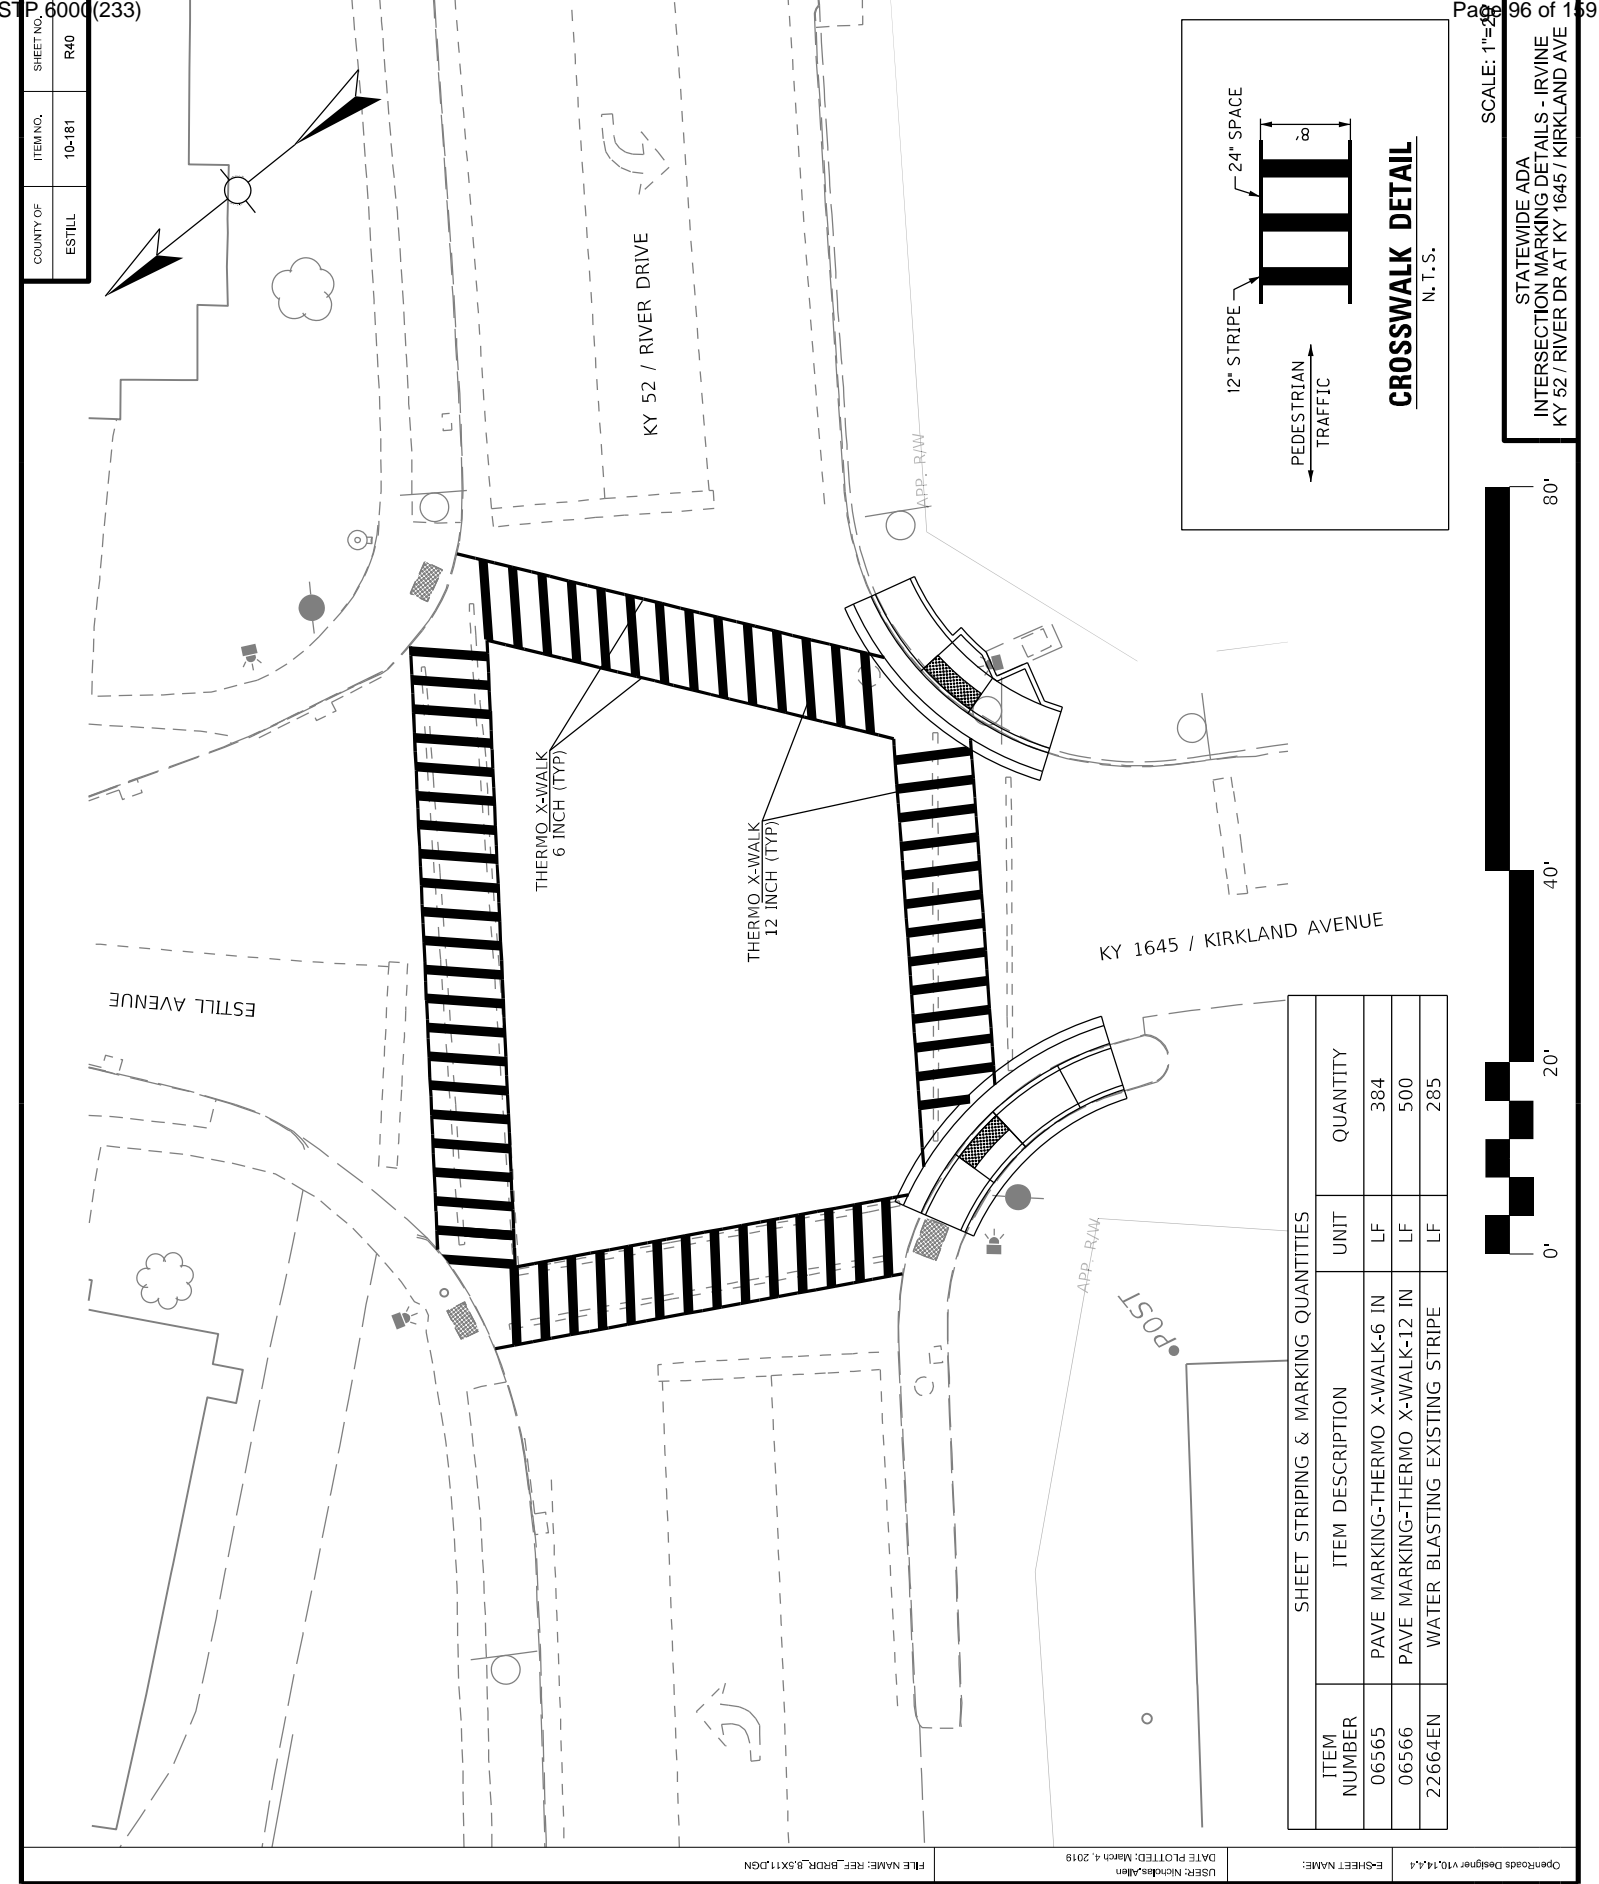 STP 6000(233)
Page 96 of 159
COUNTY OF
ITEM NO.
SHEET NO.
ESTILL
10-181
R40
KY 52 / RIVER DRIVE
APP. R/W
ESTILL AVENUE
THERMO X-WALK
6 INCH (TYP)
THERMO X-WALK
12 INCH (TYP)
KY 1645 / KIRKLAND AVENUE
APP. R/W
POST
12" STRIPE
24" SPACE
8'
PEDESTRIAN
TRAFFIC
CROSSWALK DETAIL
N.T.S.
SHEET STRIPING & MARKING QUANTITIES
ITEM NUMBER
ITEM DESCRIPTION
UNIT
QUANTITY
06565 PAVE MARKING-THERMO X-WALK-6 IN LF 384
06566 PAVE MARKING-THERMO X-WALK-12 IN LF 500
22664EN WATER BLASTING EXISTING STRIPE LF 285
0' 20' 40' 80'
SCALE: 1"=20'
STATEWIDE ADA
INTERSECTION MARKING DETAILS - IRVINE
KY 52 / RIVER DR AT KY 1645 / KIRKLAND AVE
FILE NAME: REF_BRDR_8.5X11.DGN
USER: Nicholas.Allen
DATE PLOTTED: March 4, 2019
E-SHEET NAME:
OpenRoads Designer v10.14.4.4